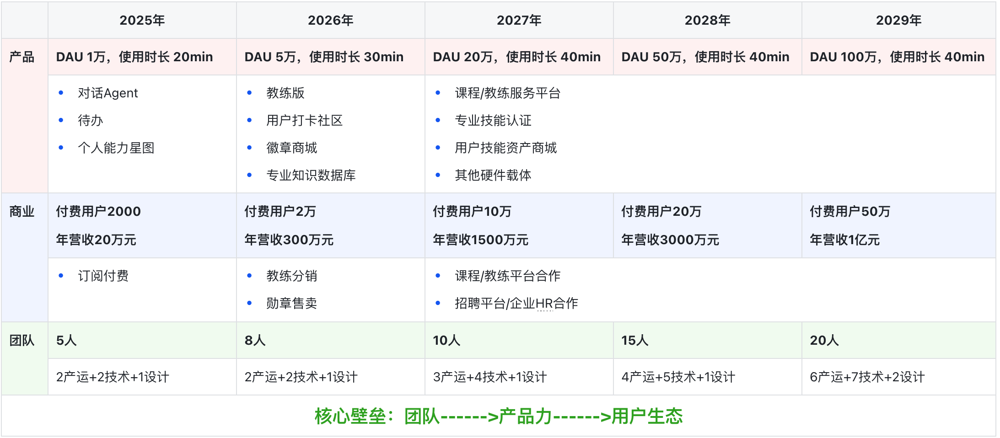 2025年 2026年 2027年 2028年 2029年
产品 DAU 1万，使用时长 20min DAU 5万，使用时长 30min DAU 20万，使用时长 40min DAU 50万，使用时长 40min DAU 100万，使用时长 40min
• 对话Agent • 教练版 • 课程/教练服务平台
• 待办 • 用户打卡社区 • 专业技能认证
• 个人能力星图 • 徽章商城 • 用户技能资产商城
• 专业知识数据库 • 其他硬件载体
商业 付费用户2000 付费用户2万 付费用户10万 付费用户20万 付费用户50万
年营收20万元 年营收300万元 年营收1500万元 年营收3000万元 年营收1亿元
• 订阅付费 • 教练分销 • 课程/教练平台合作
• 勋章售卖 • 招聘平台/企业HR合作
团队 5人 8人 10人 15人 20人
2产运+2技术+1设计 2产运+2技术+1设计 3产运+4技术+1设计 4产运+5技术+1设计 6产运+7技术+2设计
核心壁垒：团队------>产品力------>用户生态